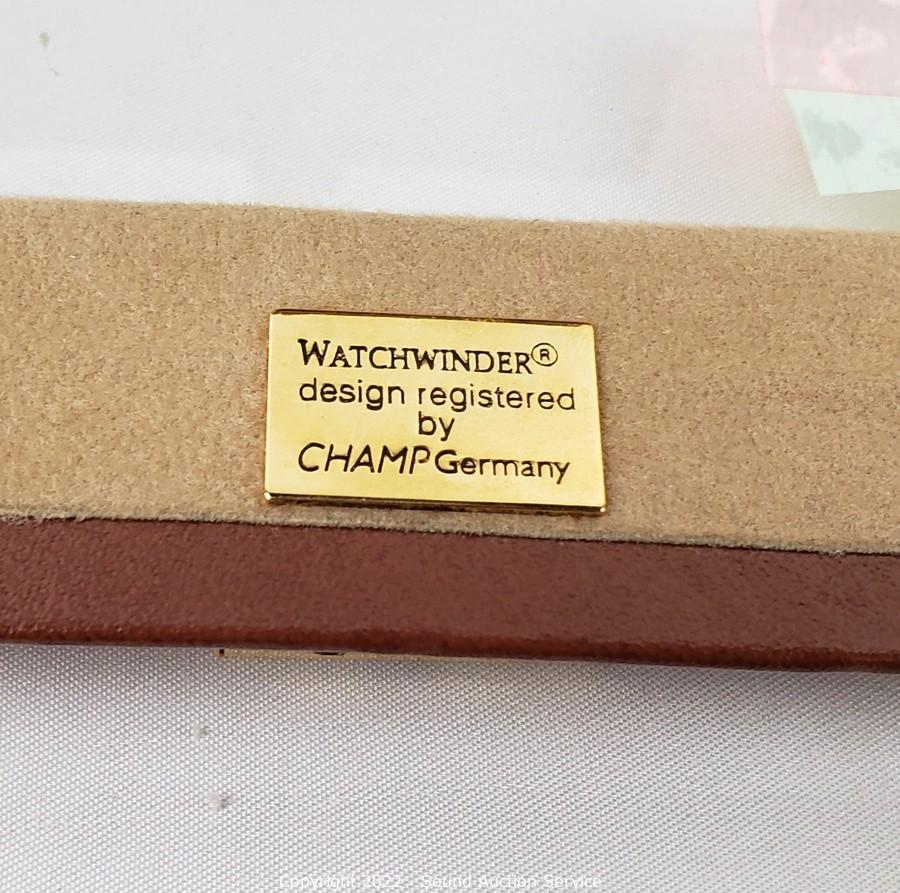 WATCHWINDER®
design registered
by
CHAMP Germany
Copyright 2022 - Sound Auction Service